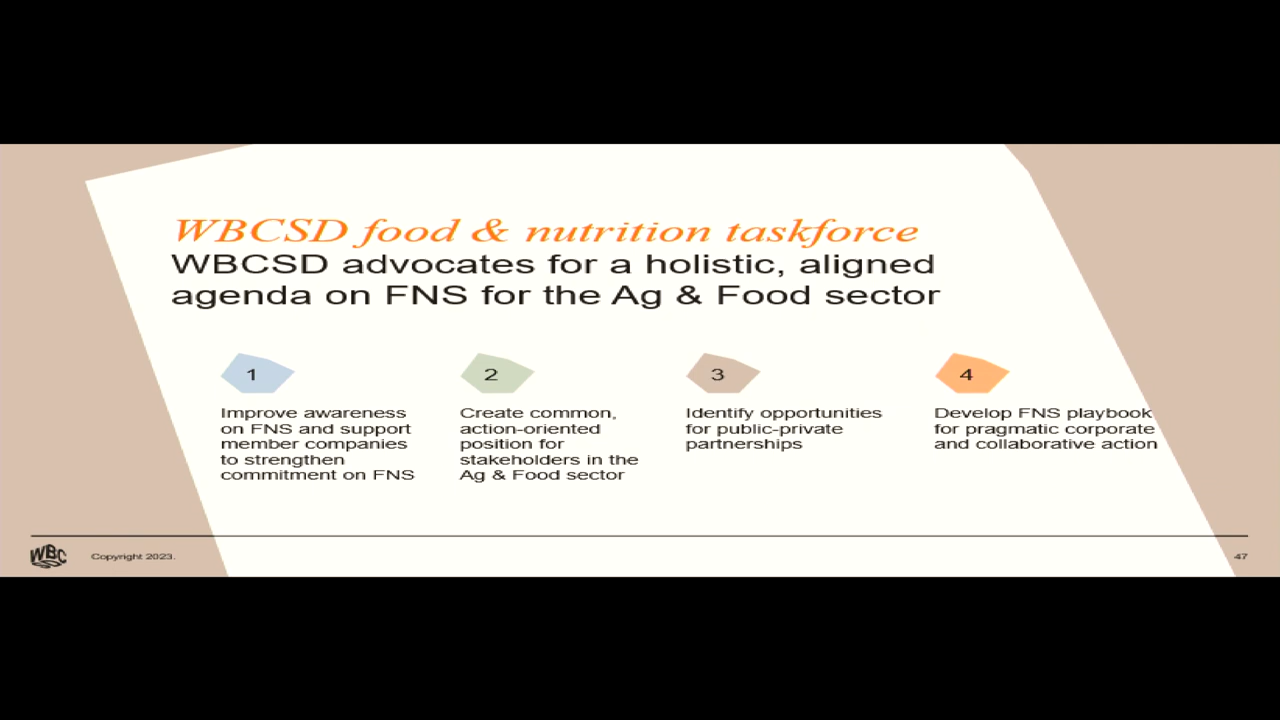 WBCSD food & nutrition taskforce
WBCSD advocates for a holistic, aligned
agenda on FNS for the Ag & Food sector
1
Improve awareness
on FNS and support
member companies
to strengthen
commitment on FNS
2
Create common,
action-oriented
position for
stakeholders in the
Ag & Food sector
3
Identify opportunities
for public-private
partnerships
4
Develop FNS playbook
for pragmatic corporate
and collaborative action
WBC
Copyright 2023.
47